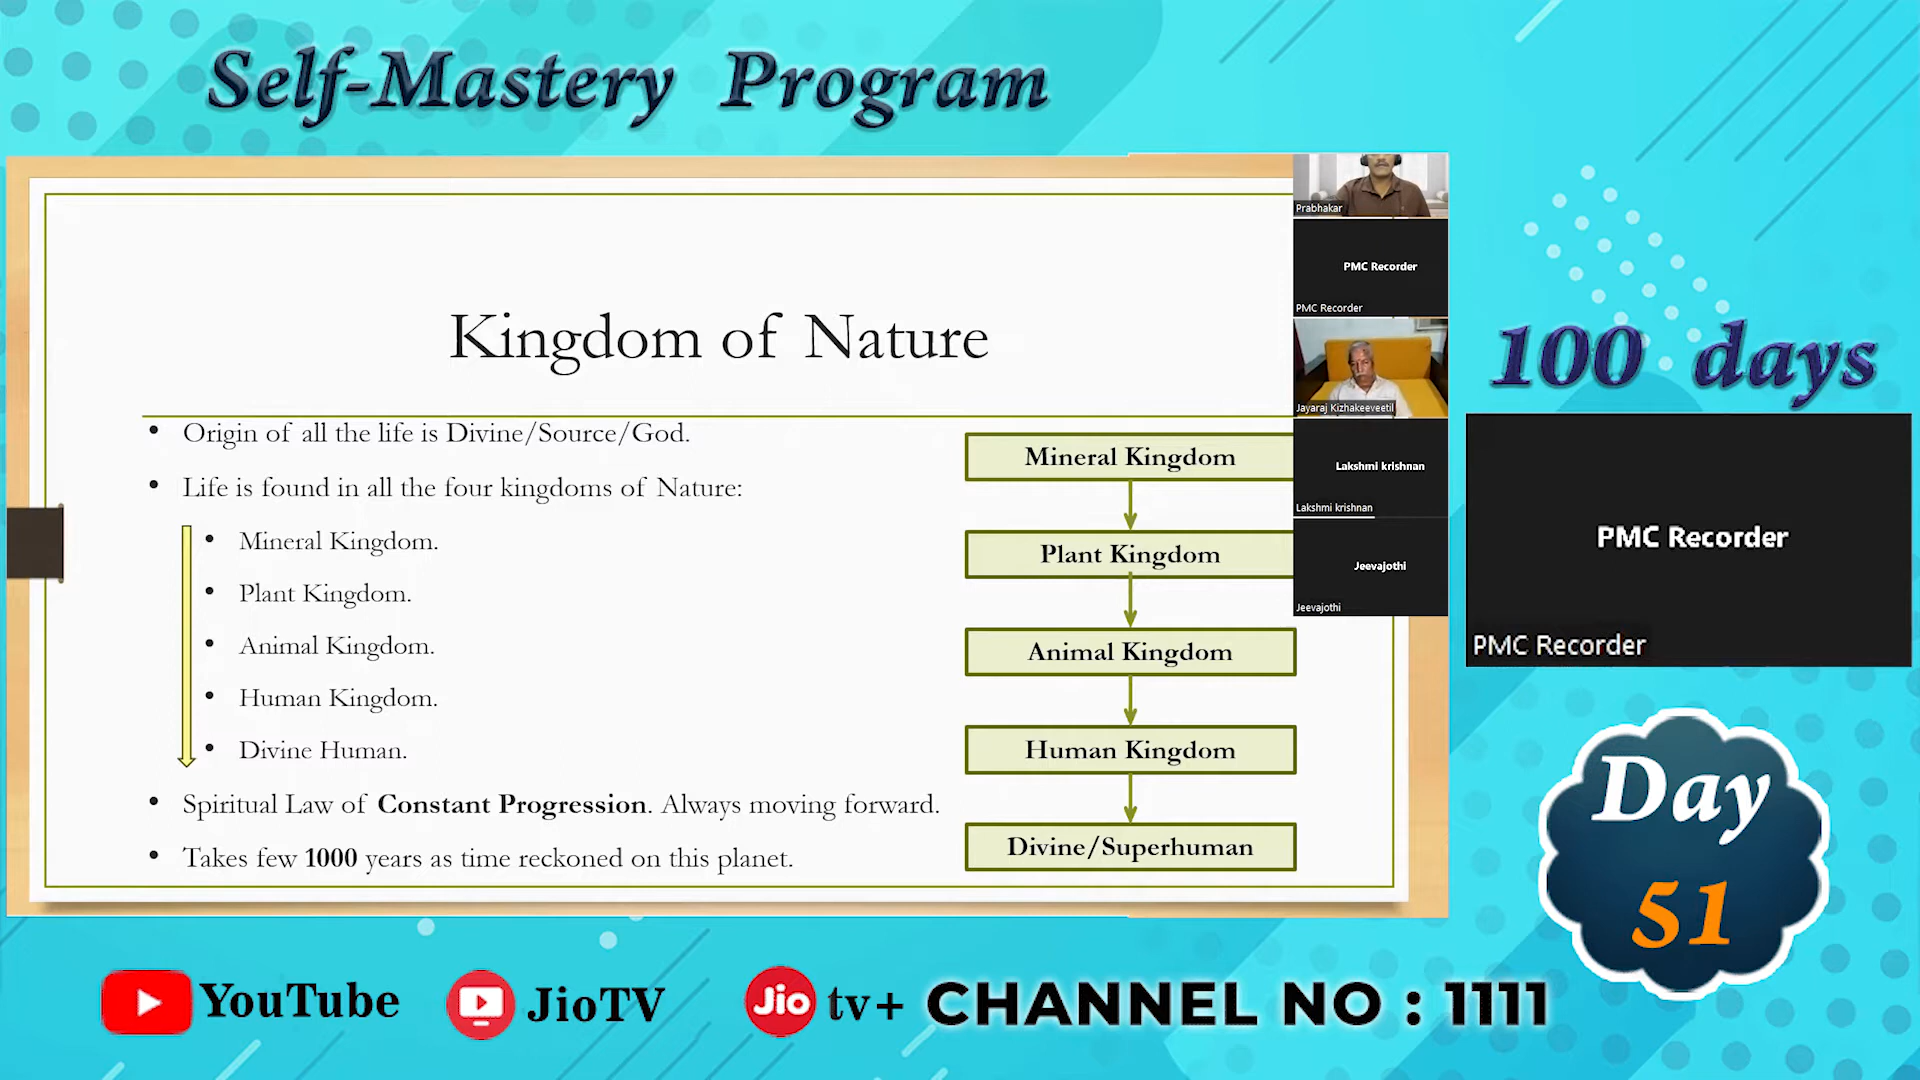 Self-Mastery Program
Kingdom of Nature
• Origin of all the life is Divine/Source/God.
• Life is found in all the four kingdoms of Nature:
• Mineral Kingdom.
• Plant Kingdom.
• Animal Kingdom.
• Human Kingdom.
• Divine Human.
• Spiritual Law of Constant Progression. Always moving forward.
• Takes few 1000 years as time reckoned on this planet.
Mineral Kingdom
Plant Kingdom
Animal Kingdom
Human Kingdom
Divine/Superhuman
Prabhakar
PMC Recorder
PMC Recorder
Jayaraj Kizhakeeveetil
Lakshmi krishnan
Lakshmi krishnan
Jeevajothi
Jeevajothi
100 days
PMC Recorder
PMC Recorder
Day
51
YouTube
JioTV
Jio tv+
CHANNEL NO : 1111